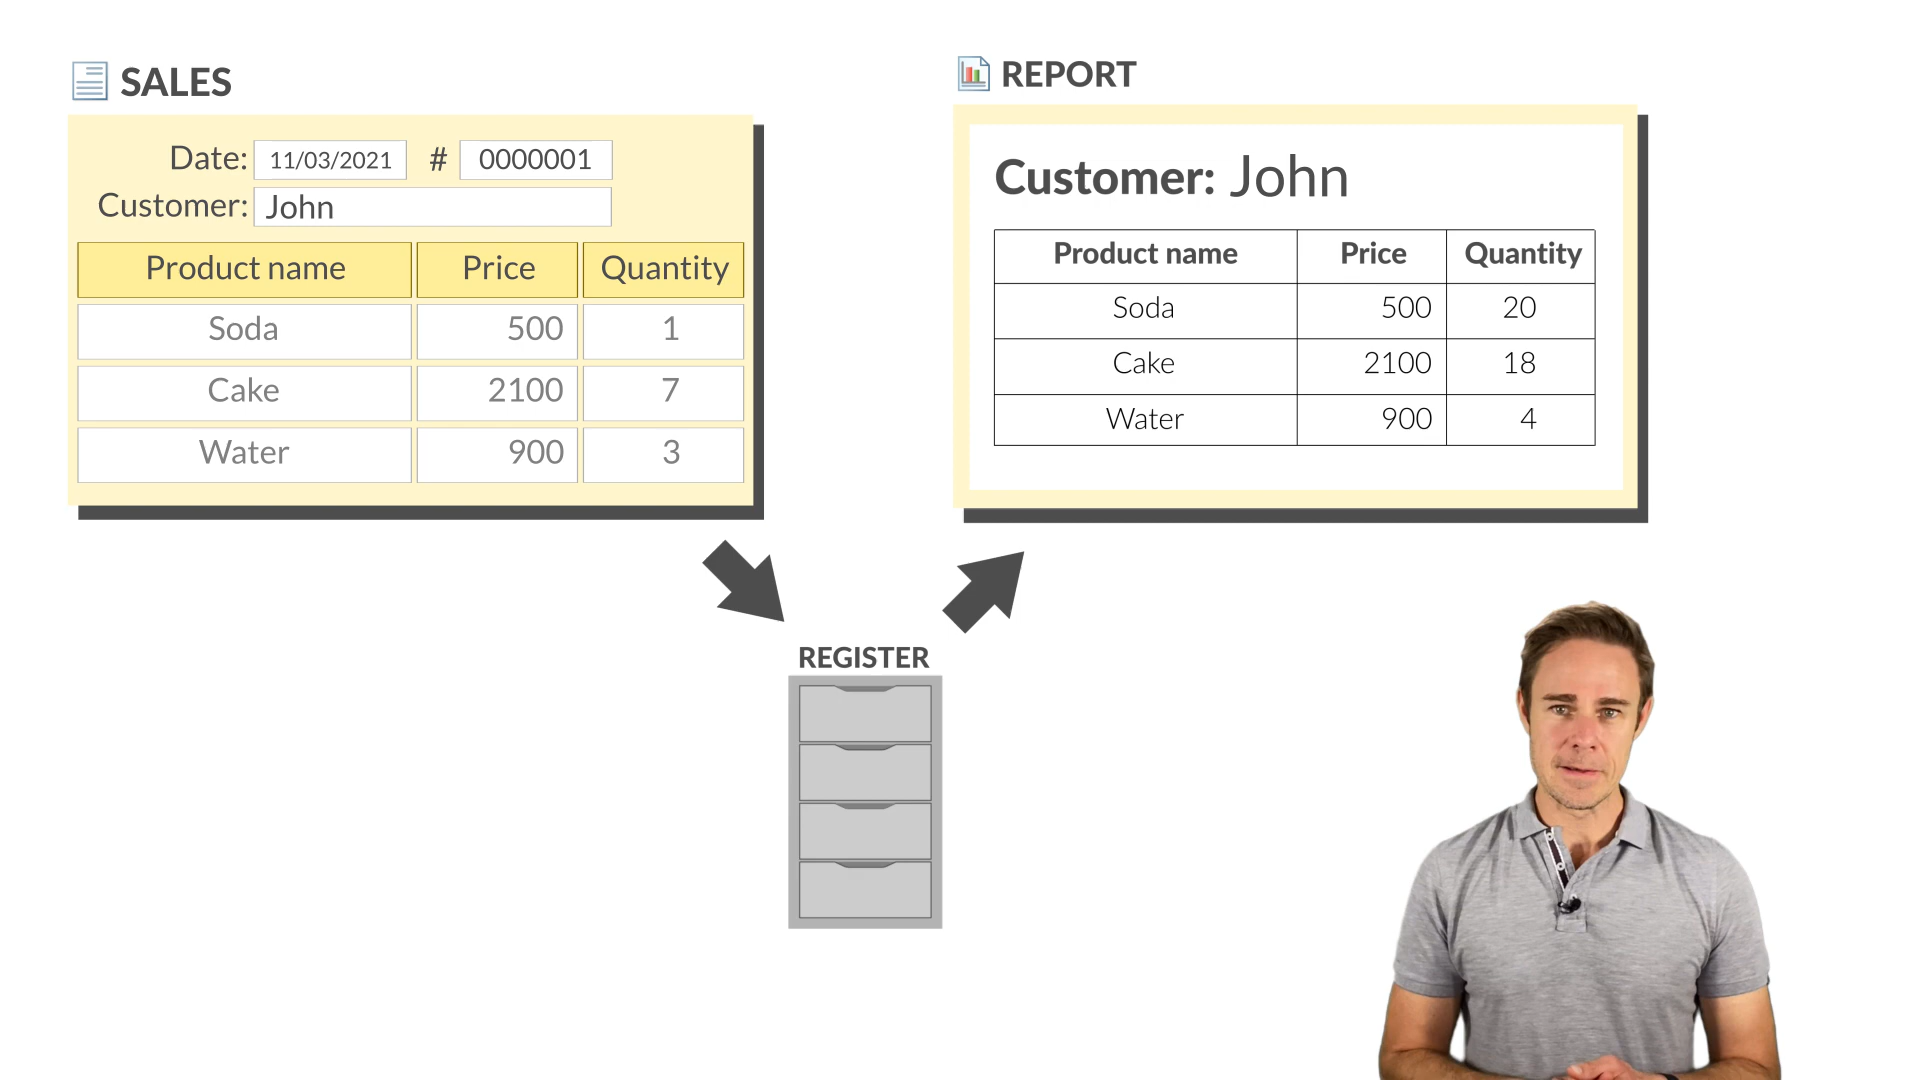 SALES
Date: 11/03/2021 # 0000001
Customer: John
Product name Price Quantity
Soda 500 1
Cake 2100 7
Water 900 3
REPORT
Customer: John
Product name Price Quantity
Soda 500 20
Cake 2100 18
Water 900 4
REGISTER